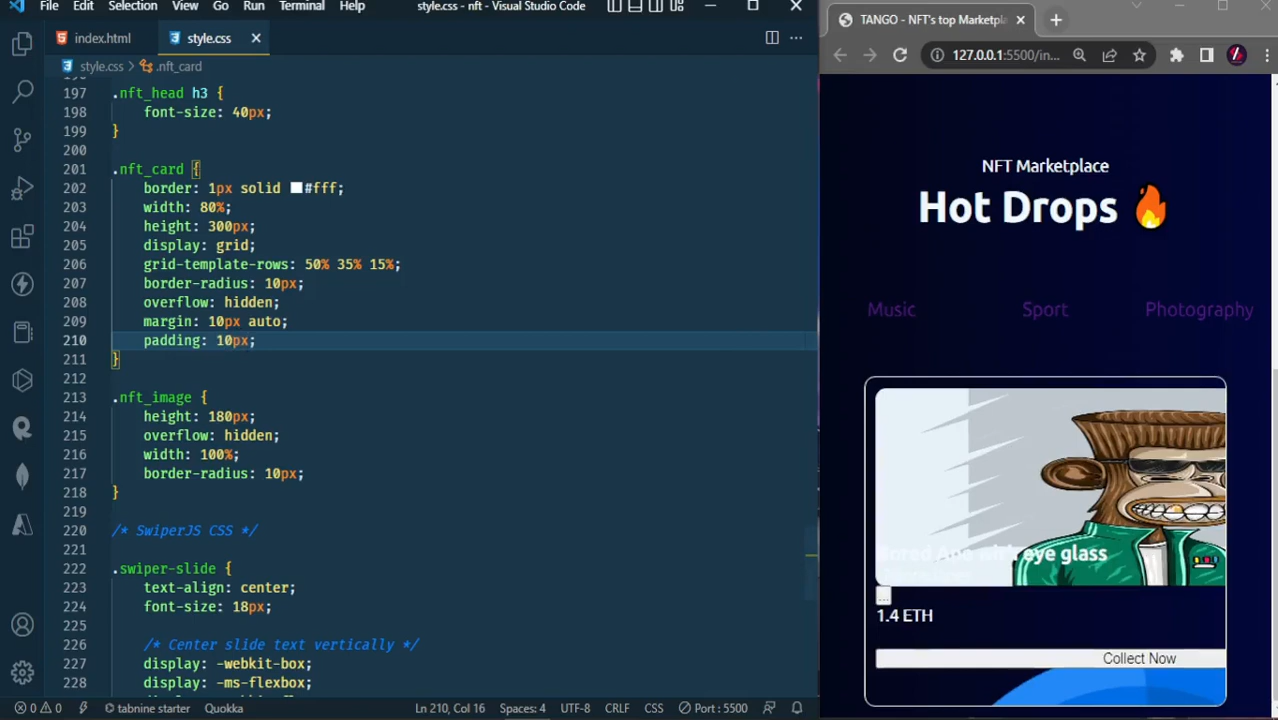 File Edit Selection View Go Run Terminal Help style.css - nft - Visual Studio Code
index.html style.css
style.css > .nft_card
197 .nft_head h3 {
198 font-size: 40px;
199 }
200
201 .nft_card {
202 border: 1px solid #fff;
203 width: 80%;
204 height: 300px;
205 display: grid;
206 grid-template-rows: 50% 35% 15%;
207 border-radius: 10px;
208 overflow: hidden;
209 margin: 10px auto;
210 padding: 10px;
211 }
212
213 .nft_image {
214 height: 180px;
215 overflow: hidden;
216 width: 100%;
217 border-radius: 10px;
218 }
219
220 /* SwiperJS CSS */
221
222 .swiper-slide {
223 text-align: center;
224 font-size: 18px;
225
226 /* Center slide text vertically */
227 display: -webkit-box;
228 display: -ms-flexbox;
0 0 tabnine starter Quokka Ln 210, Col 16 Spaces: 4 UTF-8 CRLF CSS Port : 5500
TANGO - NFT's top Marketpla
127.0.0.1:5500/in...
NFT Marketplace
Hot Drops 🔥
Music Sport Photography
Bored Ape with eye glass
...
1.4 ETH
Collect Now